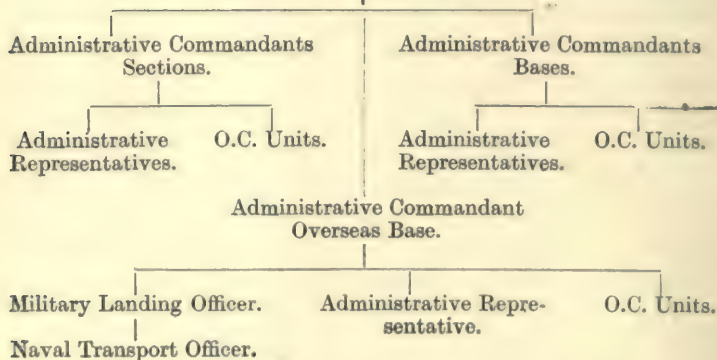 Administrative Commandants
Sections.
Administrative Commandants
Bases.
Administrative
Representatives.
O.C. Units.
Administrative
Representatives.
O.C. Units.
Administrative Commandant
Overseas Base.
Military Landing Officer.
Administrative Repre-
sentative.
O.C. Units.
Naval Transport Officer.